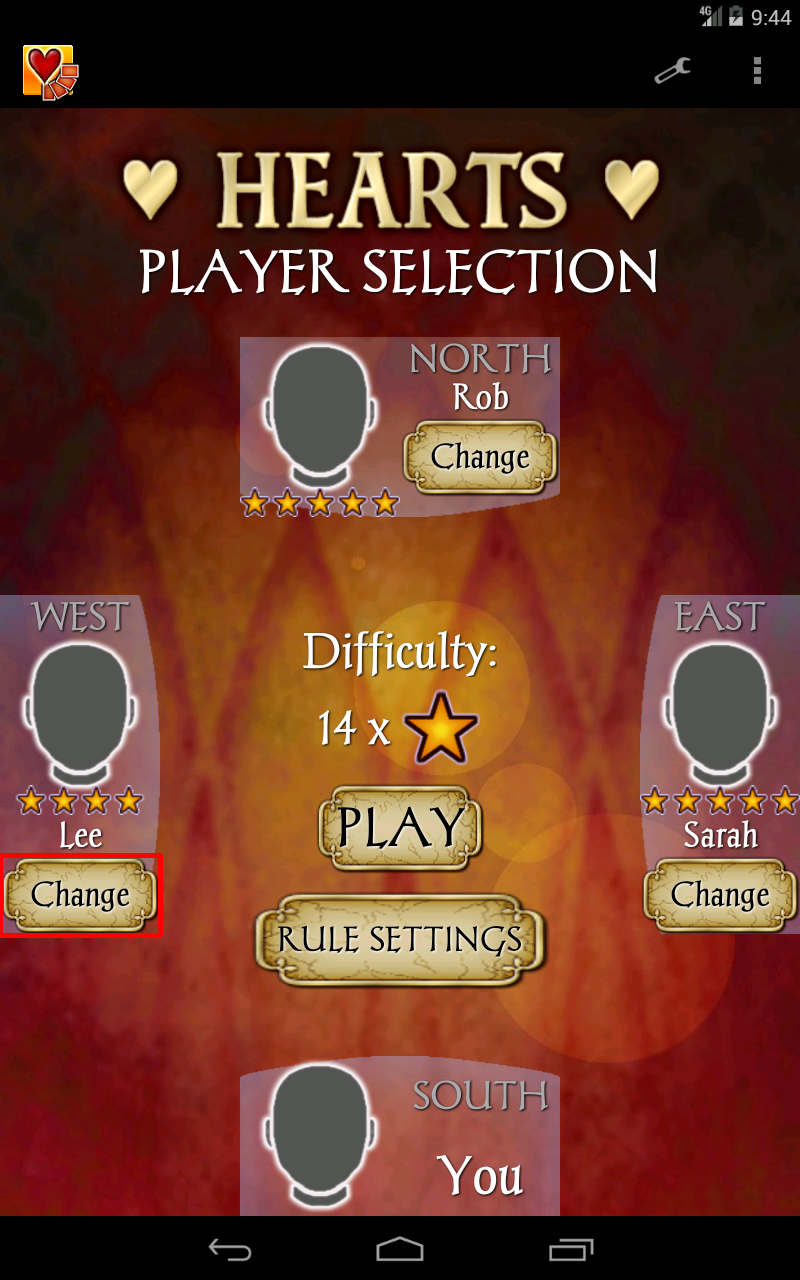 4G 9:44
HEARTS
PLAYER SELECTION
NORTH
Rob
Change
WEST
Lee
Change
Difficulty:
14 x
PLAY
RULE SETTINGS
EAST
Sarah
Change
SOUTH
You